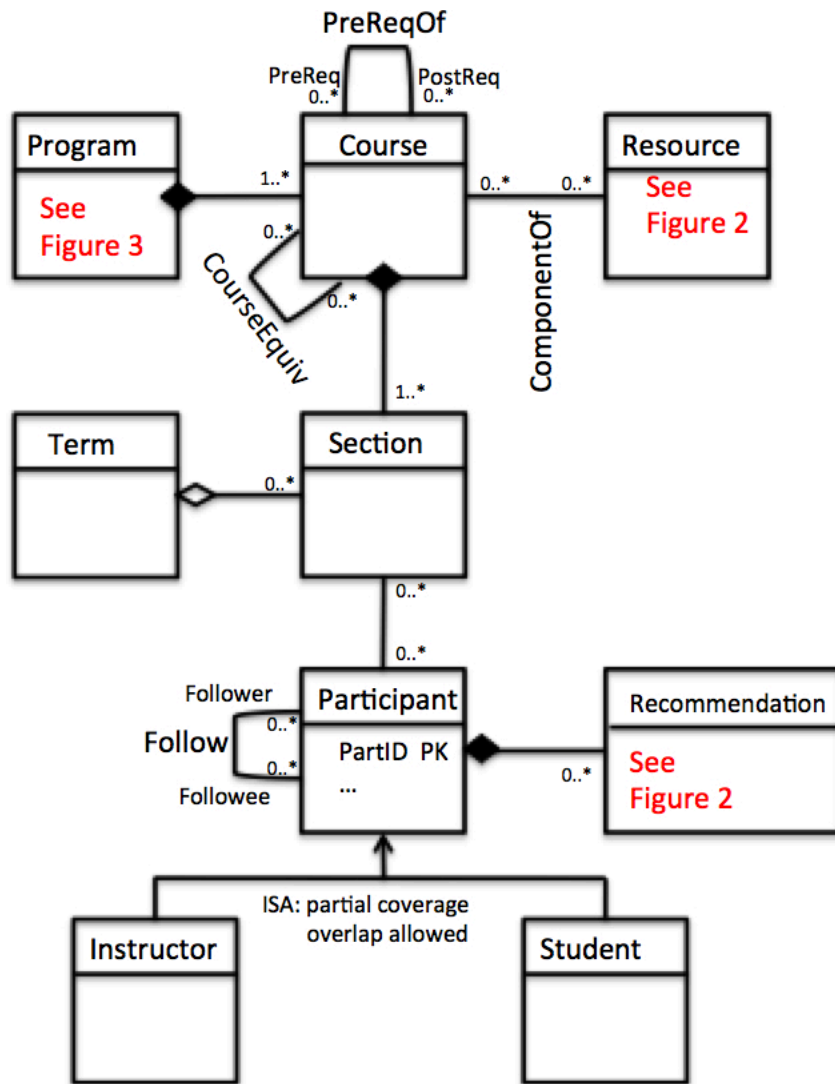 PreReqOf
PreReq
PostReq
0..*
0..*
Program
Course
Resource
See
Figure 3
1..*
0..*
0..*
See
Figure 2
0..*
0..*
CourseEquiv
ComponentOf
1..*
Term
Section
0..*
0..*
0..*
Follower
Participant
Recommendation
0..*
Follow
PartID PK
...
0..*
Followee
0..*
See
Figure 2
ISA: partial coverage
overlap allowed
Instructor
Student